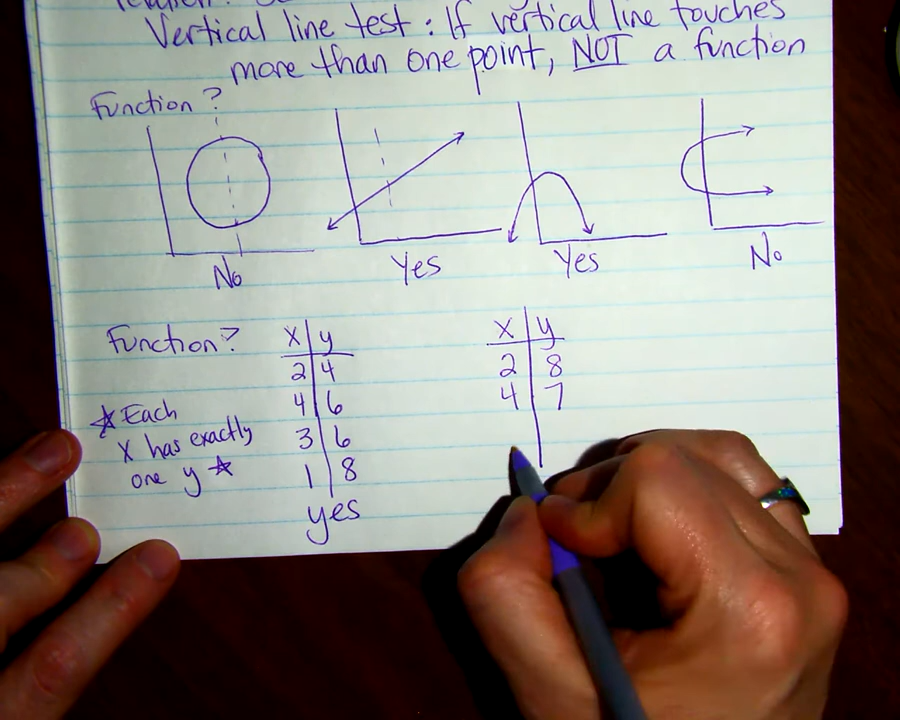 Vertical line test : If vertical line touches
more than one point, NOT a function
Function ?
No Yes Yes No
Function? x y x y
2 4 2 8
4 6 4 7
☆ Each
x has exactly 3 6
one y ☆ 1 8
yes